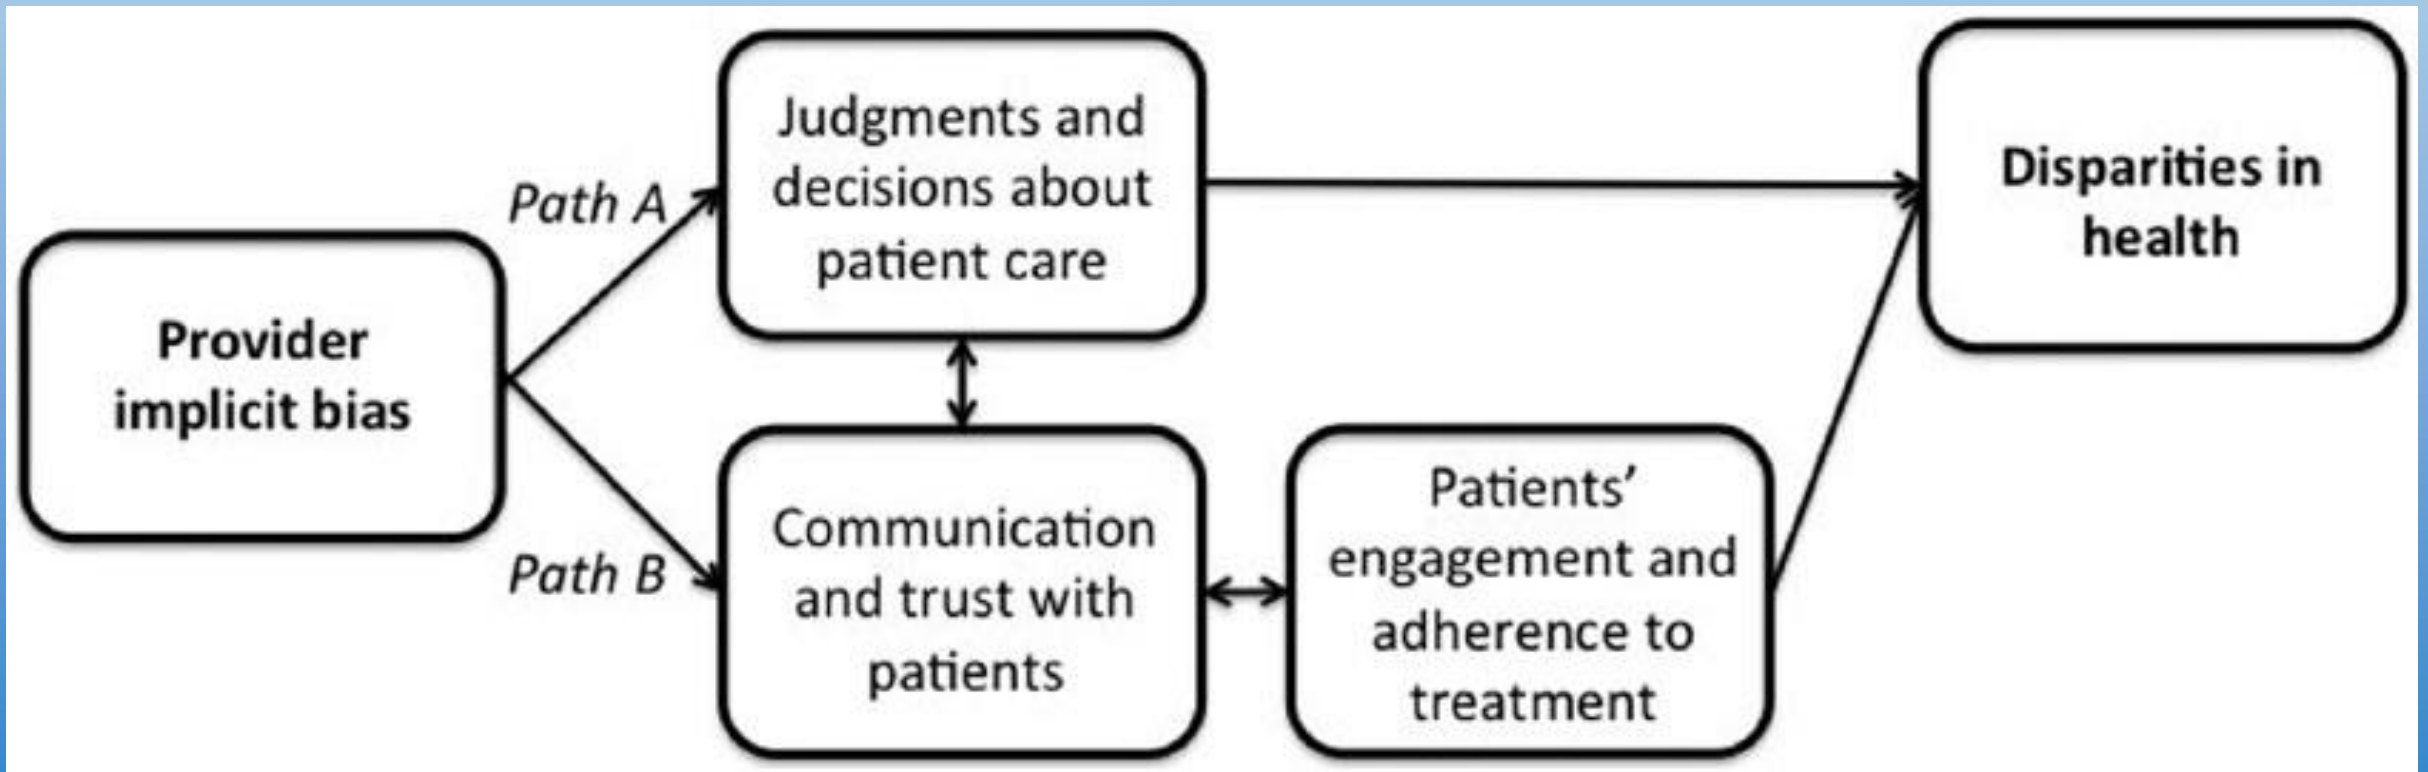 Provider
implicit bias
Path A
Judgments and
decisions about
patient care
Path B
Communication
and trust with
patients
Patients’
engagement and
adherence to
treatment
Disparities in
health